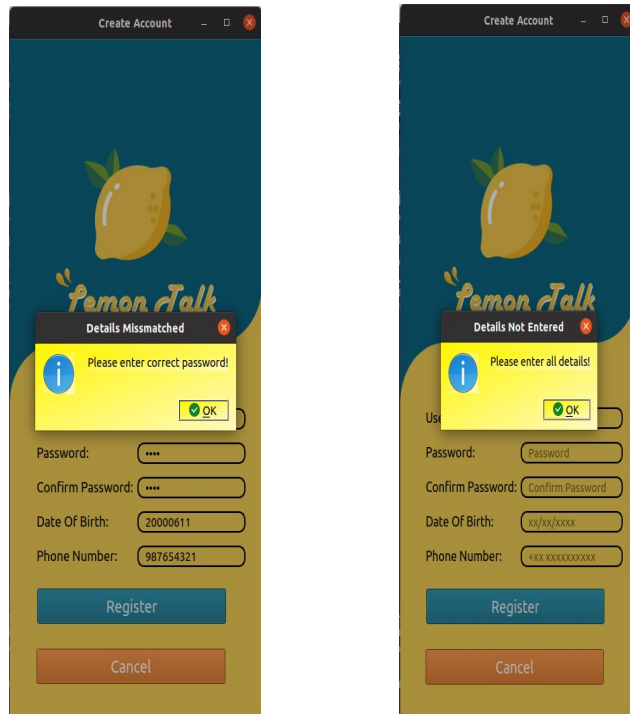 Create Account
Lemon Talk
Details Missmatched
Please enter correct password!
OK
Password: ••••
Confirm Password: ••••
Date Of Birth: 20000611
Phone Number: 987654321
Register
Cancel
Create Account
Lemon Talk
Details Not Entered
Please enter all details!
OK
Use
Password: Password
Confirm Password: Confirm Password
Date Of Birth: xx/xx/xxxx
Phone Number: +xx xxxxxxxxxx
Register
Cancel